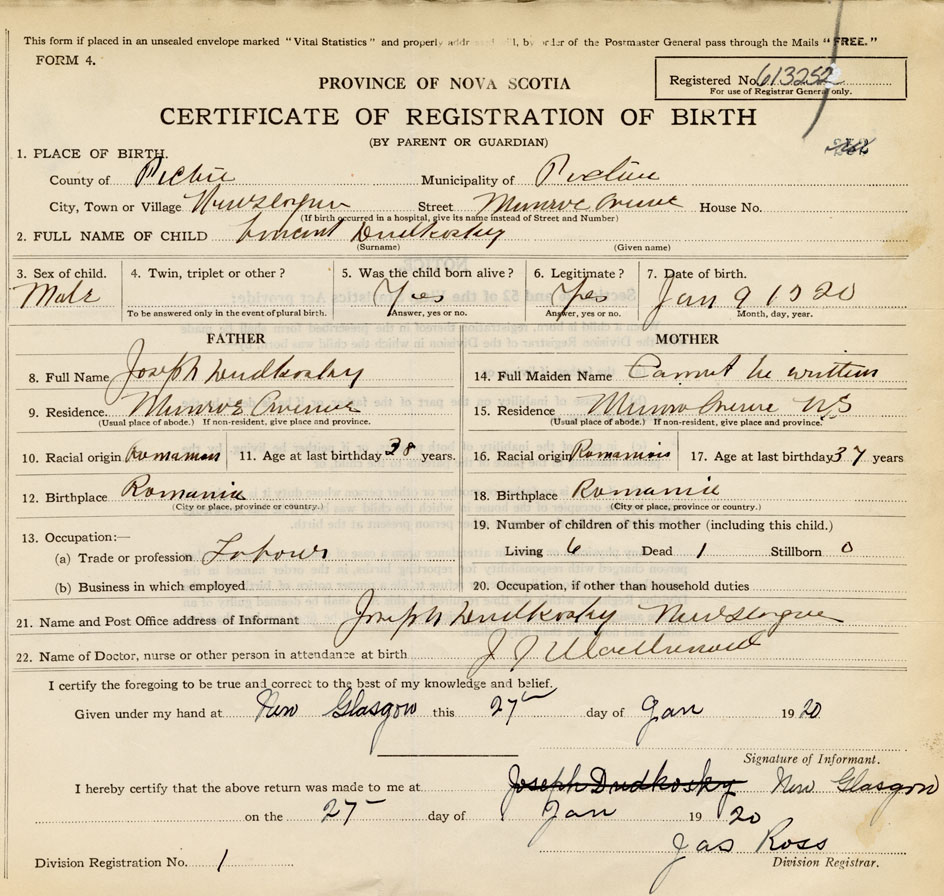 This form if placed in an unsealed envelope marked "Vital Statistics" and properly by order of the Postmaster General pass through the Mails "FREE."
FORM 4.
Registered No. 613252
For use of Registrar General only.
PROVINCE OF NOVA SCOTIA
CERTIFICATE OF REGISTRATION OF BIRTH
(BY PARENT OR GUARDIAN)
1. PLACE OF BIRTH.
County of Pictou Municipality of Pictou
City, Town or Village Street Munroe Avenue House No.
(If birth occurred in a hospital, give its name instead of Street and Number)
2. FULL NAME OF CHILD Vincent Dudkosky
(Surname) (Given name)
3. Sex of child. 4. Twin, triplet or other? 5. Was the child born alive? 6. Legitimate? 7. Date of birth.
Male Yes Yes Jan 9 1920
To be answered only in the event of plural birth. Answer, yes or no. Answer, yes or no. Month, day, year.
FATHER MOTHER
8. Full Name Joseph Dudkosky 14. Full Maiden Name Cannot be written
9. Residence. Munroe Avenue 15. Residence Munro Avenue NS
(Usual place of abode.) If non-resident, give place and province. (Usual place of abode.) If non-resident, give place and province.
10. Racial origin Romanian 11. Age at last birthday 38 years. 16. Racial origin 17. Age at last birthday 37 years
12. Birthplace Romania 18. Birthplace Romania
(City or place, province or country.) (City or place, province or country.)
13. Occupation:— 19. Number of children of this mother (including this child.)
(a) Trade or profession Labourer Living 6 Dead 1 Stillborn 0
(b) Business in which employed 20. Occupation, if other than household duties
21. Name and Post Office address of Informant Joseph Dudkosky
22. Name of Doctor, nurse or other person in attendance at birth J J
I certify the foregoing to be true and correct to the best of my knowledge and belief.
Given under my hand at New Glasgow this 27 day of Jan 1920
Signature of Informant.
I hereby certify that the above return was made to me at Joseph Dudkosky New Glasgow
on the 27 day of Jan 1920
Jas Ross
Division Registration No. 1 Division Registrar.